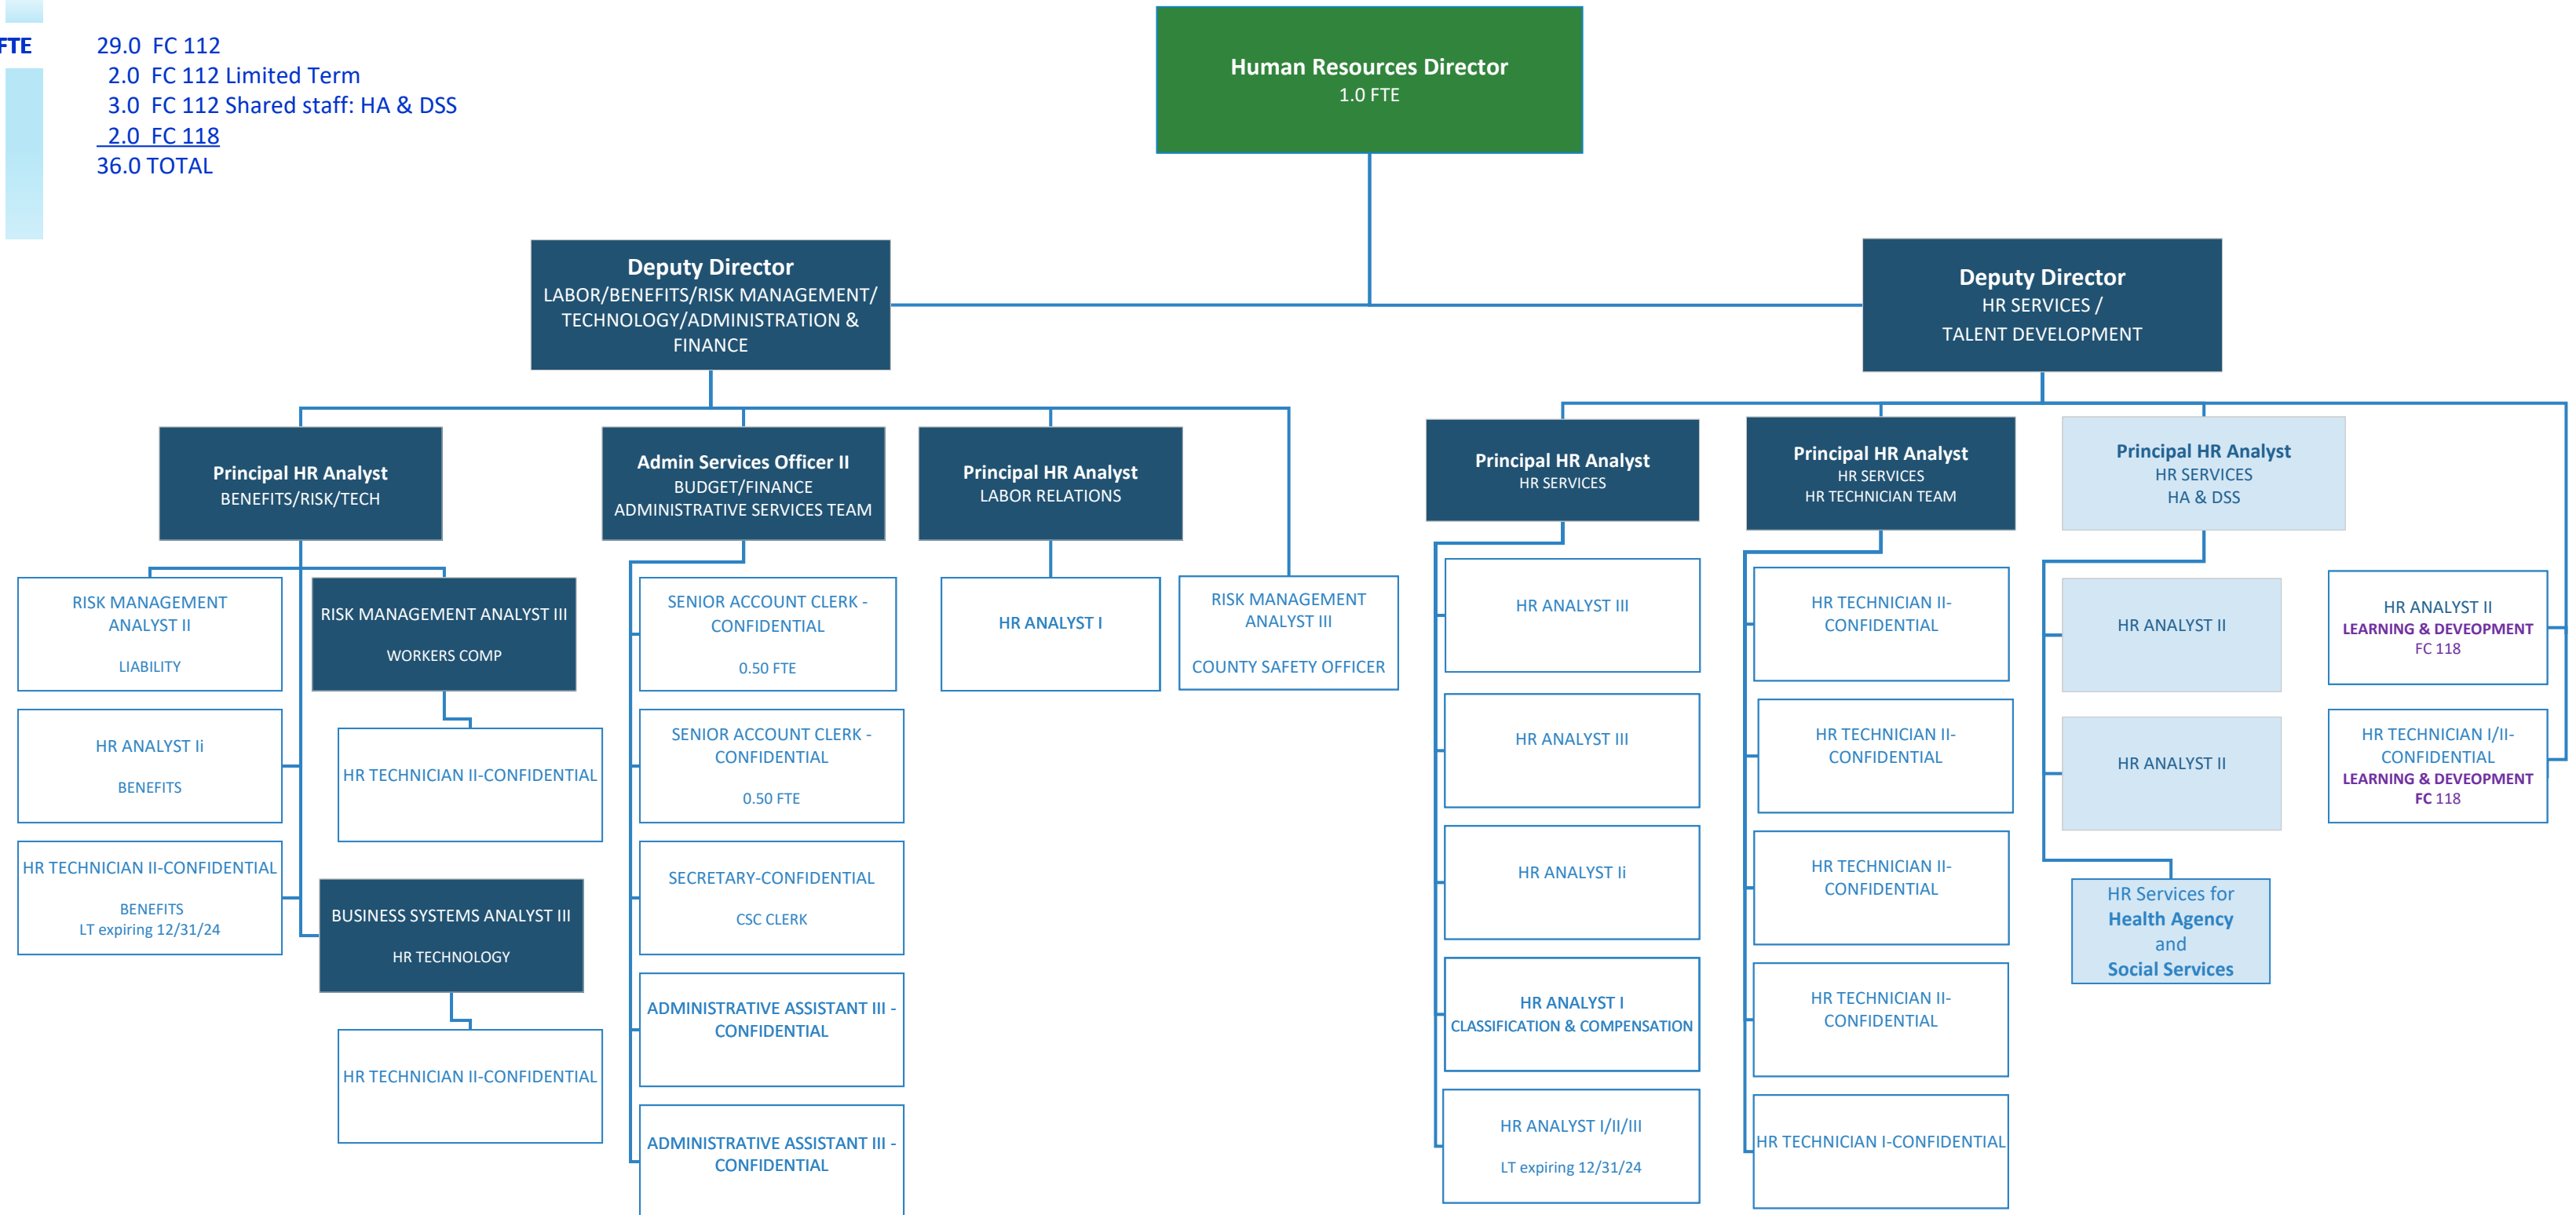 FTE
29.0 FC 112
2.0 FC 112 Limited Term
3.0 FC 112 Shared staff: HA & DSS
2.0 FC 118
36.0 TOTAL
Human Resources Director
1.0 FTE
Deputy Director
LABOR/BENEFITS/RISK MANAGEMENT/
TECHNOLOGY/ADMINISTRATION &
FINANCE
Deputy Director
HR SERVICES /
TALENT DEVELOPMENT
Principal HR Analyst
BENEFITS/RISK/TECH
Admin Services Officer II
BUDGET/FINANCE
ADMINISTRATIVE SERVICES TEAM
Principal HR Analyst
LABOR RELATIONS
Principal HR Analyst
HR SERVICES
Principal HR Analyst
HR SERVICES
HR TECHNICIAN TEAM
Principal HR Analyst
HR SERVICES
HA & DSS
RISK MANAGEMENT
ANALYST II
LIABILITY
RISK MANAGEMENT ANALYST III
WORKERS COMP
SENIOR ACCOUNT CLERK -
CONFIDENTIAL
0.50 FTE
HR ANALYST I
RISK MANAGEMENT
ANALYST III
COUNTY SAFETY OFFICER
HR ANALYST III
HR TECHNICIAN II-
CONFIDENTIAL
HR ANALYST II
HR ANALYST II
LEARNING & DEVEOPMENT
FC 118
HR ANALYST Ii
BENEFITS
HR TECHNICIAN II-CONFIDENTIAL
SENIOR ACCOUNT CLERK -
CONFIDENTIAL
0.50 FTE
HR ANALYST III
HR TECHNICIAN II-
CONFIDENTIAL
HR ANALYST II
HR TECHNICIAN I/II-
CONFIDENTIAL
LEARNING & DEVEOPMENT
FC 118
HR TECHNICIAN II-CONFIDENTIAL
BENEFITS
LT expiring 12/31/24
BUSINESS SYSTEMS ANALYST III
HR TECHNOLOGY
SECRETARY-CONFIDENTIAL
CSC CLERK
HR ANALYST Ii
HR TECHNICIAN II-
CONFIDENTIAL
HR Services for
Health Agency
and
Social Services
HR TECHNICIAN II-CONFIDENTIAL
ADMINISTRATIVE ASSISTANT III -
CONFIDENTIAL
HR ANALYST I
CLASSIFICATION & COMPENSATION
HR TECHNICIAN II-
CONFIDENTIAL
ADMINISTRATIVE ASSISTANT III -
CONFIDENTIAL
HR ANALYST I/II/III
LT expiring 12/31/24
HR TECHNICIAN I-CONFIDENTIAL